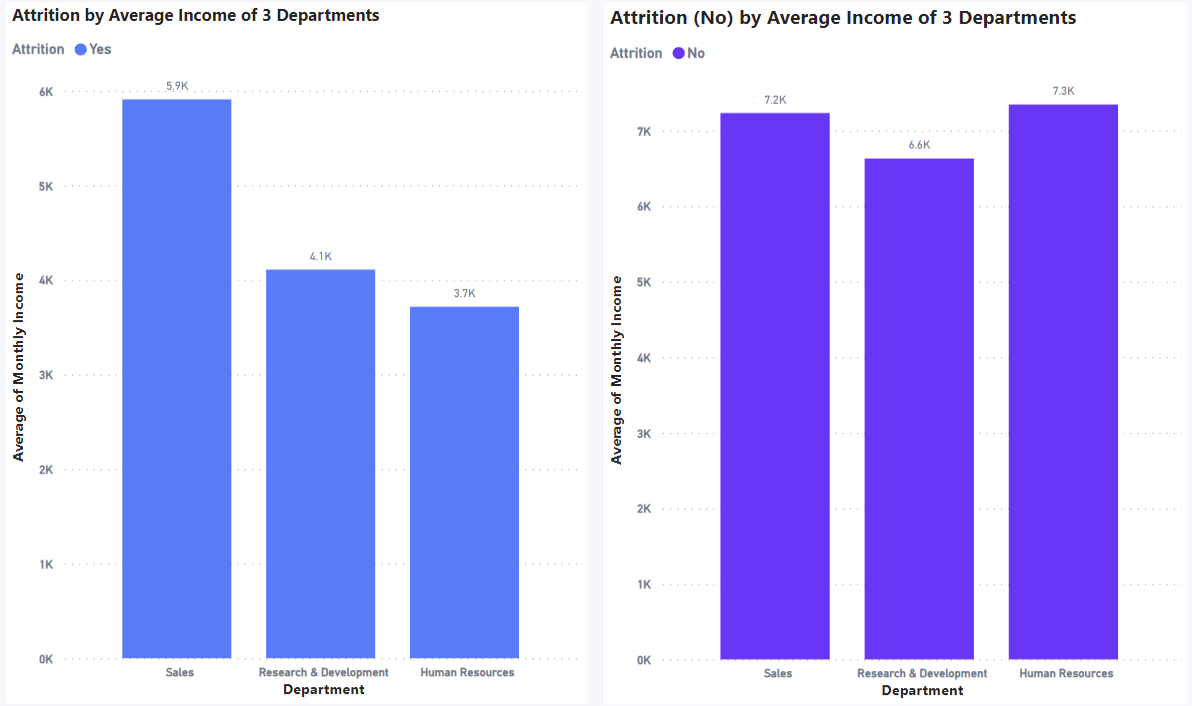 Attrition by Average Income of 3 Departments
Attrition Yes
6K
5K
4K
3K
2K
1K
0K
Average of Monthly Income
5.9K
4.1K
3.7K
Sales
Research & Development
Human Resources
Department
Attrition (No) by Average Income of 3 Departments
Attrition No
7K
6K
5K
4K
3K
2K
1K
0K
Average of Monthly Income
7.2K
6.6K
7.3K
Sales
Research & Development
Human Resources
Department